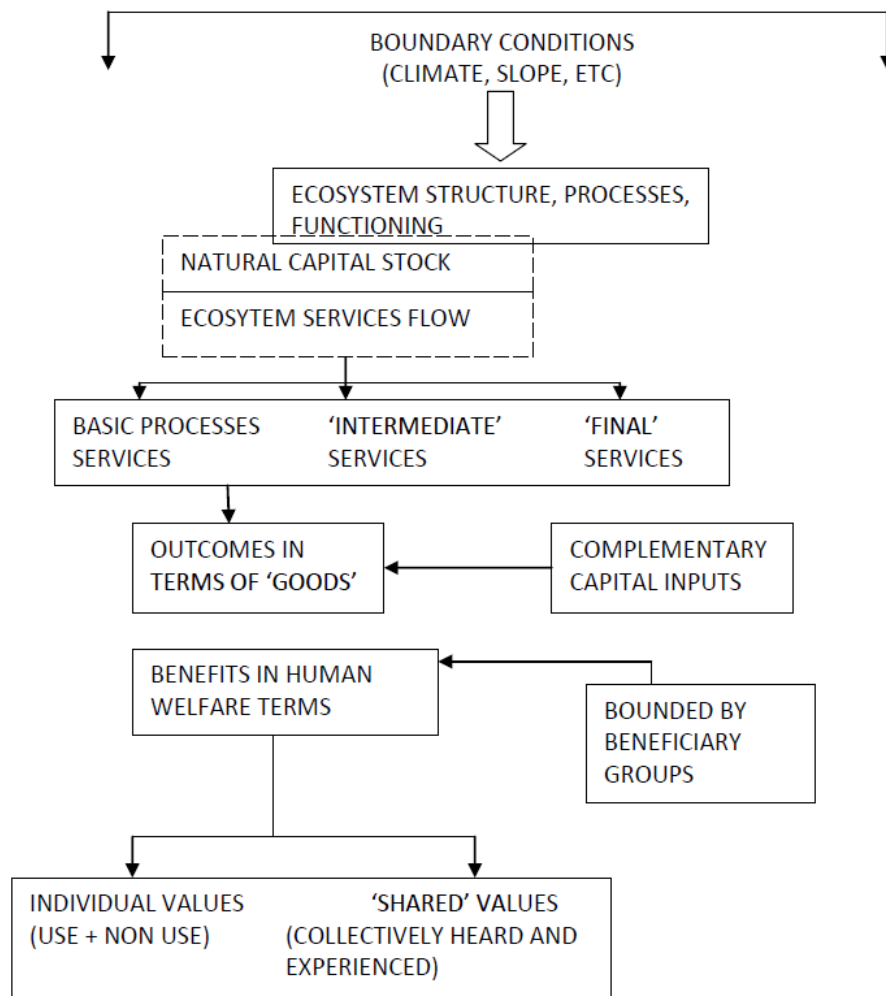 BOUNDARY CONDITIONS
(CLIMATE, SLOPE, ETC)
ECOSYSTEM STRUCTURE, PROCESSES,
FUNCTIONING
NATURAL CAPITAL STOCK
ECOSYTEM SERVICES FLOW
BASIC PROCESSES
SERVICES
‘INTERMEDIATE’
SERVICES
‘FINAL’
SERVICES
OUTCOMES IN
TERMS OF ‘GOODS’
COMPLEMENTARY
CAPITAL INPUTS
BENEFITS IN HUMAN
WELFARE TERMS
BOUNDED BY
BENEFICIARY
GROUPS
INDIVIDUAL VALUES
(USE + NON USE)
‘SHARED’ VALUES
(COLLECTIVELY HEARD AND
EXPERIENCED)